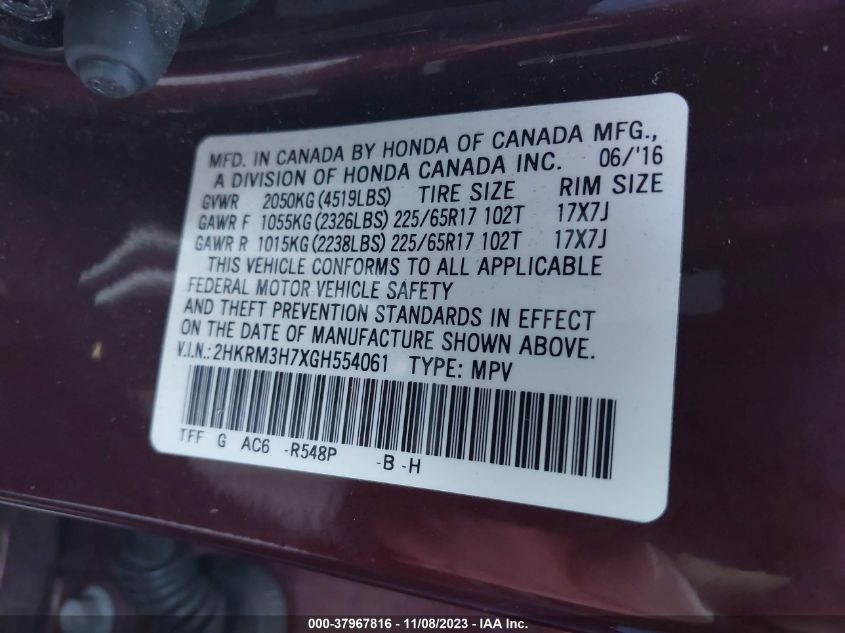 MFD. IN CANADA BY HONDA OF CANADA MFG.,
A DIVISION OF HONDA CANADA INC. 06/'16
GVWR 2050KG(4519LBS) TIRE SIZE RIM SIZE
GAWR F 1055KG(2326LBS) 225/65R17 102T 17X7J
GAWR R 1015KG(2238LBS) 225/65R17 102T 17X7J
THIS VEHICLE CONFORMS TO ALL APPLICABLE
FEDERAL MOTOR VEHICLE SAFETY
AND THEFT PREVENTION STANDARDS IN EFFECT
ON THE DATE OF MANUFACTURE SHOWN ABOVE.
V.I.N.:2HKRM3H7XGH554061 TYPE: MPV
TFF G AC6 -R548P -B -H
000-37967816 - 11/08/2023 - IAA Inc.